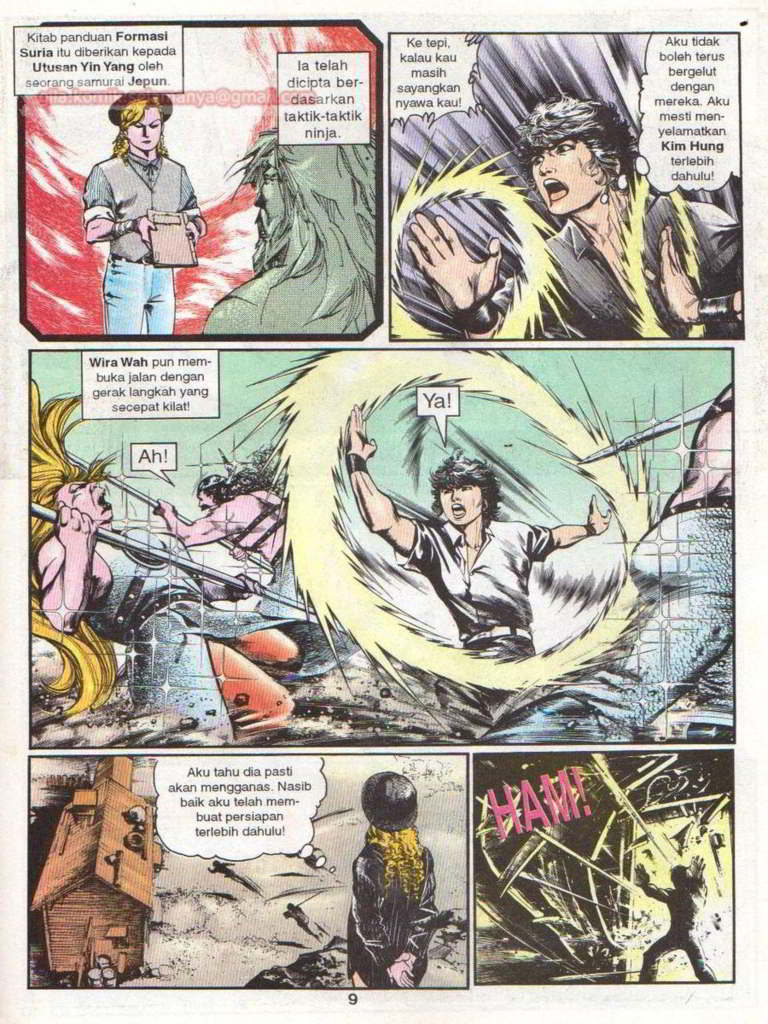 Kitab panduan Formasi
Suria itu diberikan kepada
Utusan Yin Yang oleh
seorang samurai Jepun.
Ia telah
dicipta ber-
dasarkan
taktik-taktik
ninja.
Ke tepi,
kalau kau
masih
sayangkan
nyawa kau!
Aku tidak
boleh terus
bergelut
dengan
mereka. Aku
mesti men-
yelamatkan
Kim Hung
terlebih
dahulu!
Wira Wah pun mem-
buka jalan dengan
gerak langkah yang
secepat kilat!
Ah!
Ya!
Aku tahu dia pasti
akan mengganas. Nasib
baik aku telah mem-
buat persiapan
terlebih dahulu!
HAM!
9